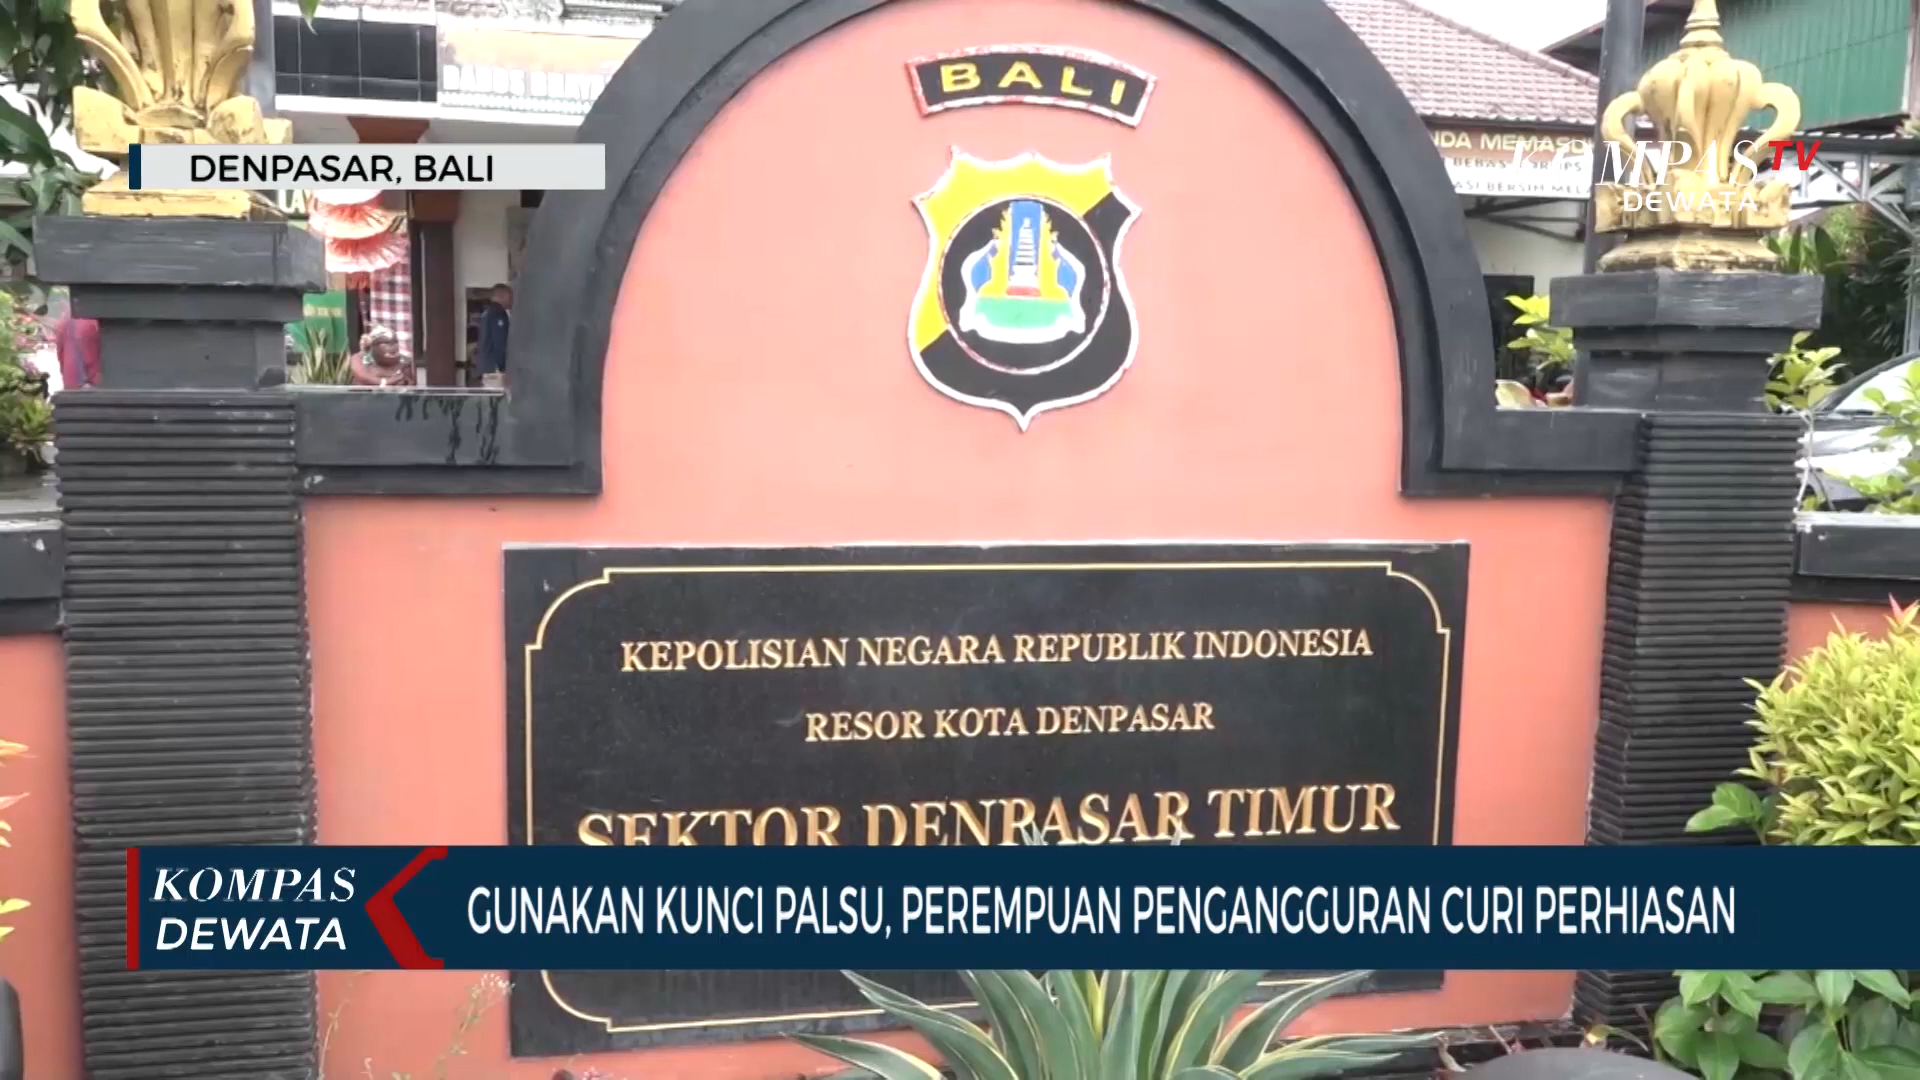 BALI
DENPASAR, BALI
KOMPAS TV
DEWATA
KEPOLISIAN NEGARA REPUBLIK INDONESIA
RESOR KOTA DENPASAR
SEKTOR DENPASAR TIMUR
KOMPAS
DEWATA
GUNAKAN KUNCI PALSU, PEREMPUAN PENGANGGURAN CURI PERHIASAN